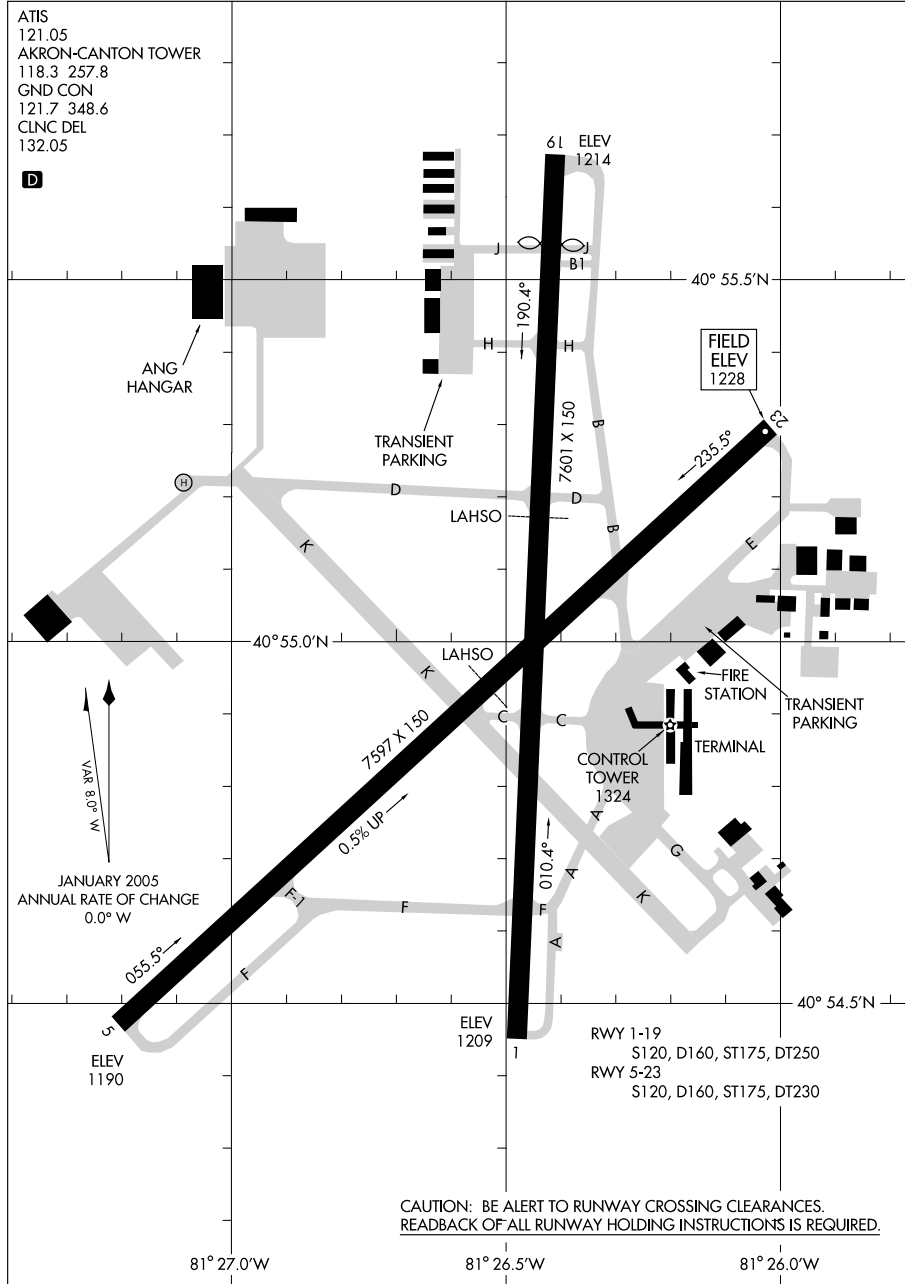 ATIS
121.05
AKRON-CANTON TOWER
118.3 257.8
GND CON
121.7 348.6
CLNC DEL
132.05
D
19
ELEV
1214
J
J
B1
40° 55.5'N
190.4°
H
H
ANG
HANGAR
FIELD
ELEV
1228
23
TRANSIENT
PARKING
7601 X 150
B
235.5°
H
D
D
LAHSO
B
K
E
40° 55.0'N
LAHSO
K
FIRE
STATION
TRANSIENT
PARKING
C
C
7597 X 150
TERMINAL
CONTROL
TOWER
1324
VAR 8.0° W
0.5% UP
A
G
010.4°
A
JANUARY 2005
ANNUAL RATE OF CHANGE
0.0° W
F-1
F
F
K
A
055.5°
F
40° 54.5'N
5
ELEV
1190
ELEV
1209
1
RWY 1-19
S120, D160, ST175, DT250
RWY 5-23
S120, D160, ST175, DT230
CAUTION: BE ALERT TO RUNWAY CROSSING CLEARANCES.
READBACK OF ALL RUNWAY HOLDING INSTRUCTIONS IS REQUIRED.
81° 27.0'W
81° 26.5'W
81° 26.0'W